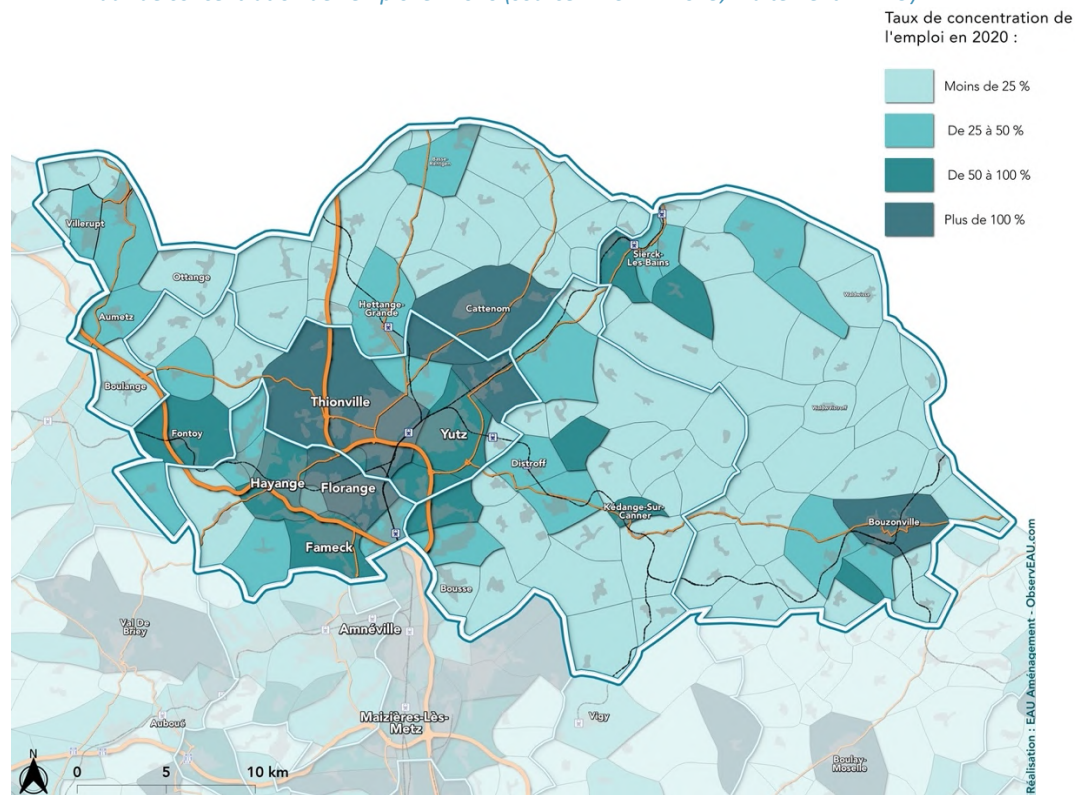 Taux de concentration de
l'emploi en 2020 :
Moins de 25 %
De 25 à 50 %
De 50 à 100 %
Plus de 100 %
Villerupt
Ottange
Aumetz
Boulange
Fontoy
Hettange-
Grande
Cattenom
Sierck-
Les-Bains
Thionville
Yutz
Distroff
Hayange
Florange
Kédange-Sur-
Canner
Bouzonville
Fameck
Bousse
Val De
Briey
Amnéville
Auboué
Maizières-Lès-
Metz
Vigy
Boulay-
Moselle
N
0 5 10 km
Réalisation : EAU Aménagement - ObservEAU.com